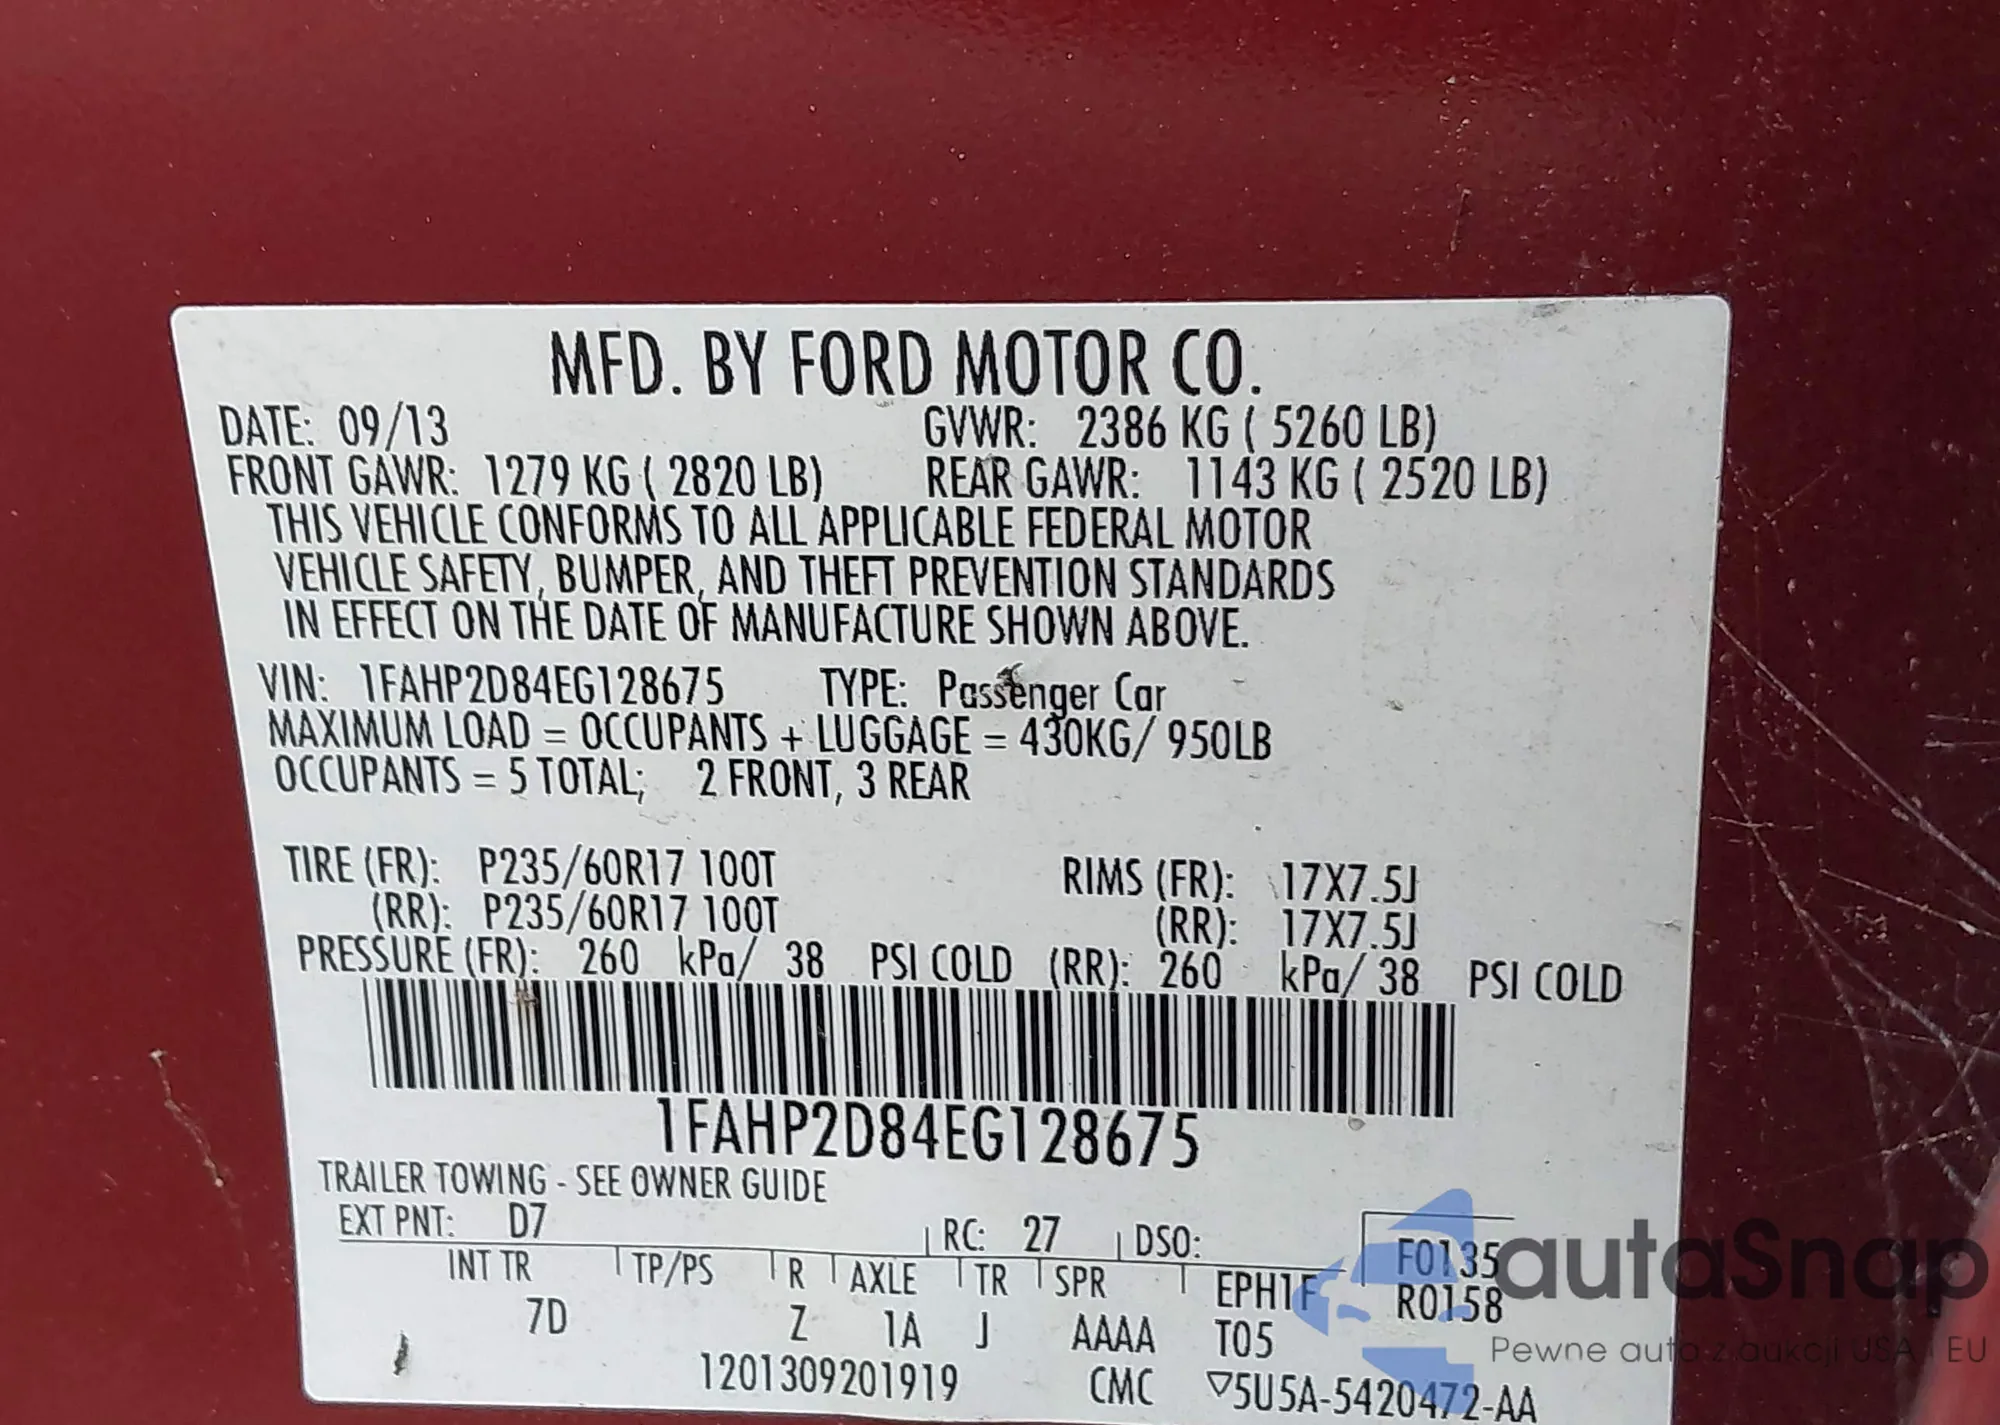 MFD. BY FORD MOTOR CO.
DATE: 09/13 GVWR: 2386 KG ( 5260 LB)
FRONT GAWR: 1279 KG ( 2820 LB) REAR GAWR: 1143 KG ( 2520 LB)
THIS VEHICLE CONFORMS TO ALL APPLICABLE FEDERAL MOTOR
VEHICLE SAFETY, BUMPER, AND THEFT PREVENTION STANDARDS
IN EFFECT ON THE DATE OF MANUFACTURE SHOWN ABOVE.
VIN: 1FAHP2D84EG128675 TYPE: Passenger Car
MAXIMUM LOAD = OCCUPANTS + LUGGAGE = 430KG/ 950LB
OCCUPANTS = 5 TOTAL; 2 FRONT, 3 REAR
TIRE (FR): P235/60R17 100T RIMS (FR): 17X7.5J
(RR): P235/60R17 100T (RR): 17X7.5J
PRESSURE (FR): 260 kPa/ 38 PSI COLD (RR): 260 kPa/ 38 PSI COLD
1FAHP2D84EG128675
TRAILER TOWING - SEE OWNER GUIDE
EXT PNT: D7 RC: 27 DSO: F0135
INT TR TP/PS R AXLE TR SPR EPH1F R0158
7D Z 1A J AAAA T05
1201309201919 CMC ▽5U5A-5420472-AA
autaSnap
Pewne auta z aukcji USA i EU